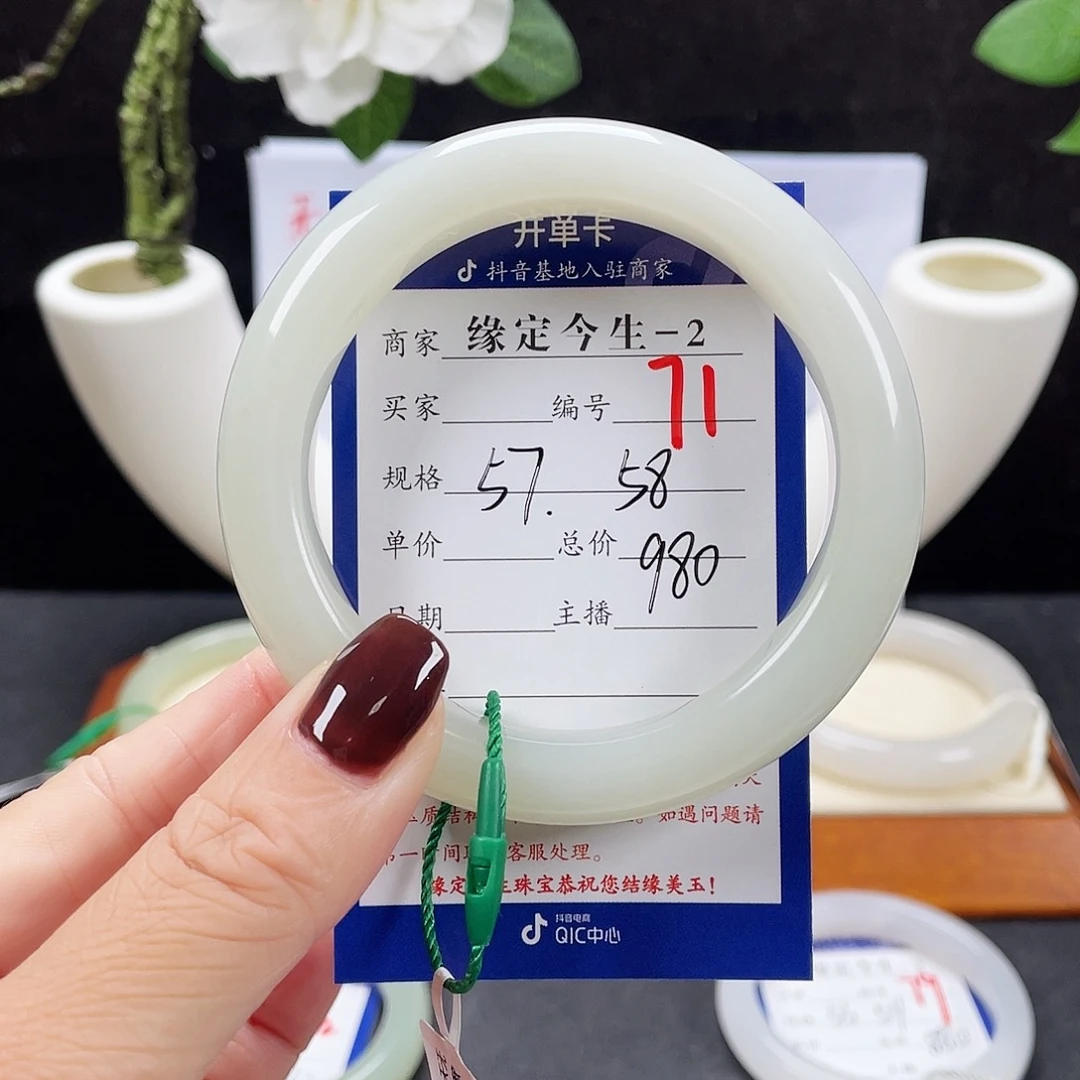 开单卡
抖音基地入驻商家
商家 缘定今生-2
买家 编号 71
规格 57. 58
单价 总价 980
日期 主播
如遇问题请
客服处理。
缘定 生珠宝恭祝您结缘美玉！
抖音电商
QIC中心